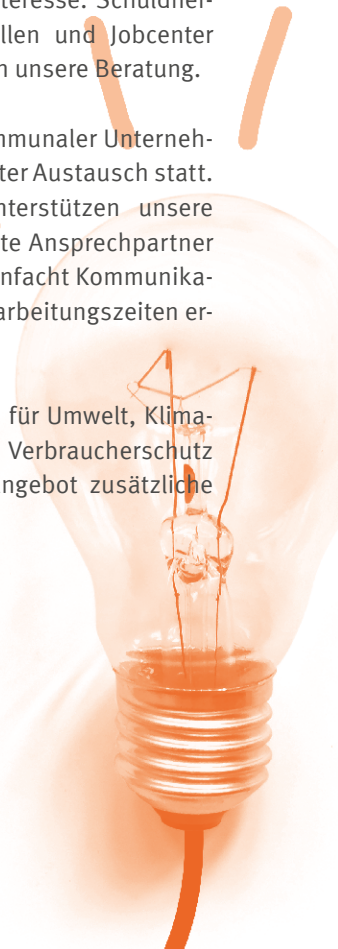 teresse. Schuldner-
llen und Jobcenter
n unsere Beratung.
mmunaler Unterneh-
ter Austausch statt.
nterstützen unsere
te Ansprechpartner
nfacht Kommunika-
arbeitungszeiten er-
für Umwelt, Klima-
Verbraucherschutz
ngebot zusätzliche